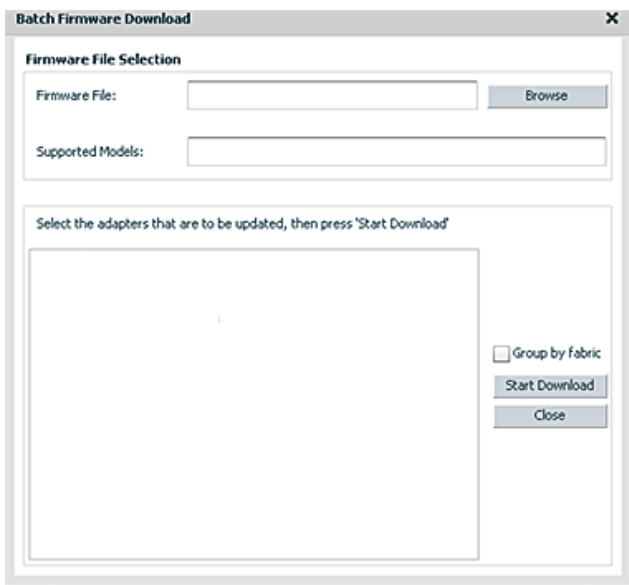 Batch Firmware Download
Firmware File Selection
Firmware File:
Browse
Supported Models:
Select the adapters that are to be updated, then press 'Start Download'
Group by fabric
Start Download
Close